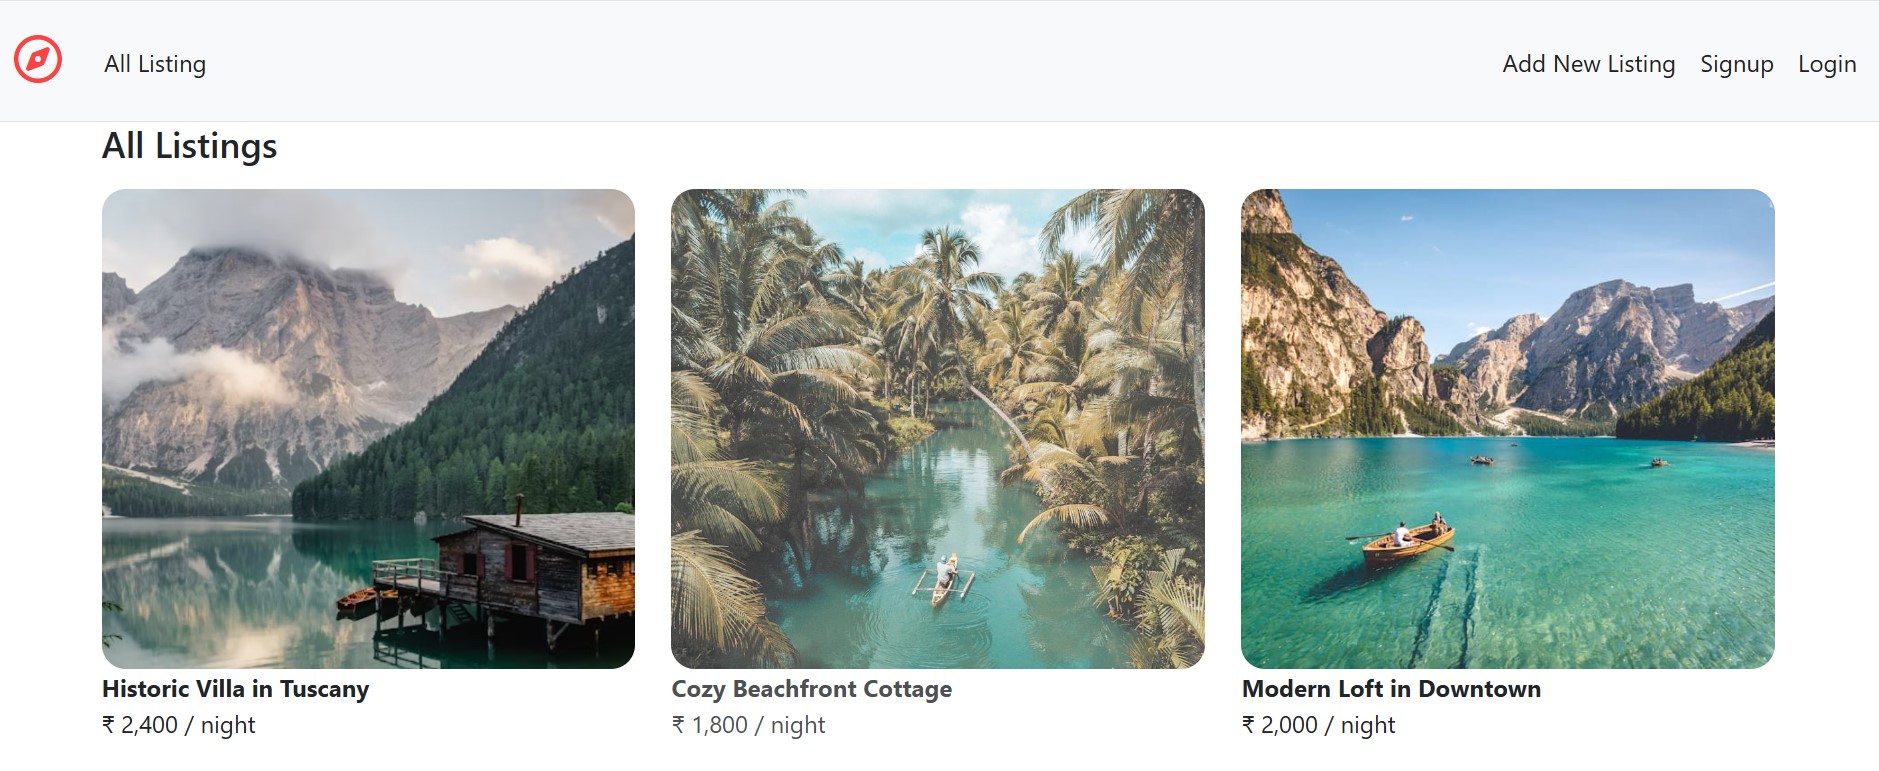 All Listing
Add New Listing Signup Login
All Listings
Historic Villa in Tuscany
₹ 2,400 / night
Cozy Beachfront Cottage
₹ 1,800 / night
Modern Loft in Downtown
₹ 2,000 / night